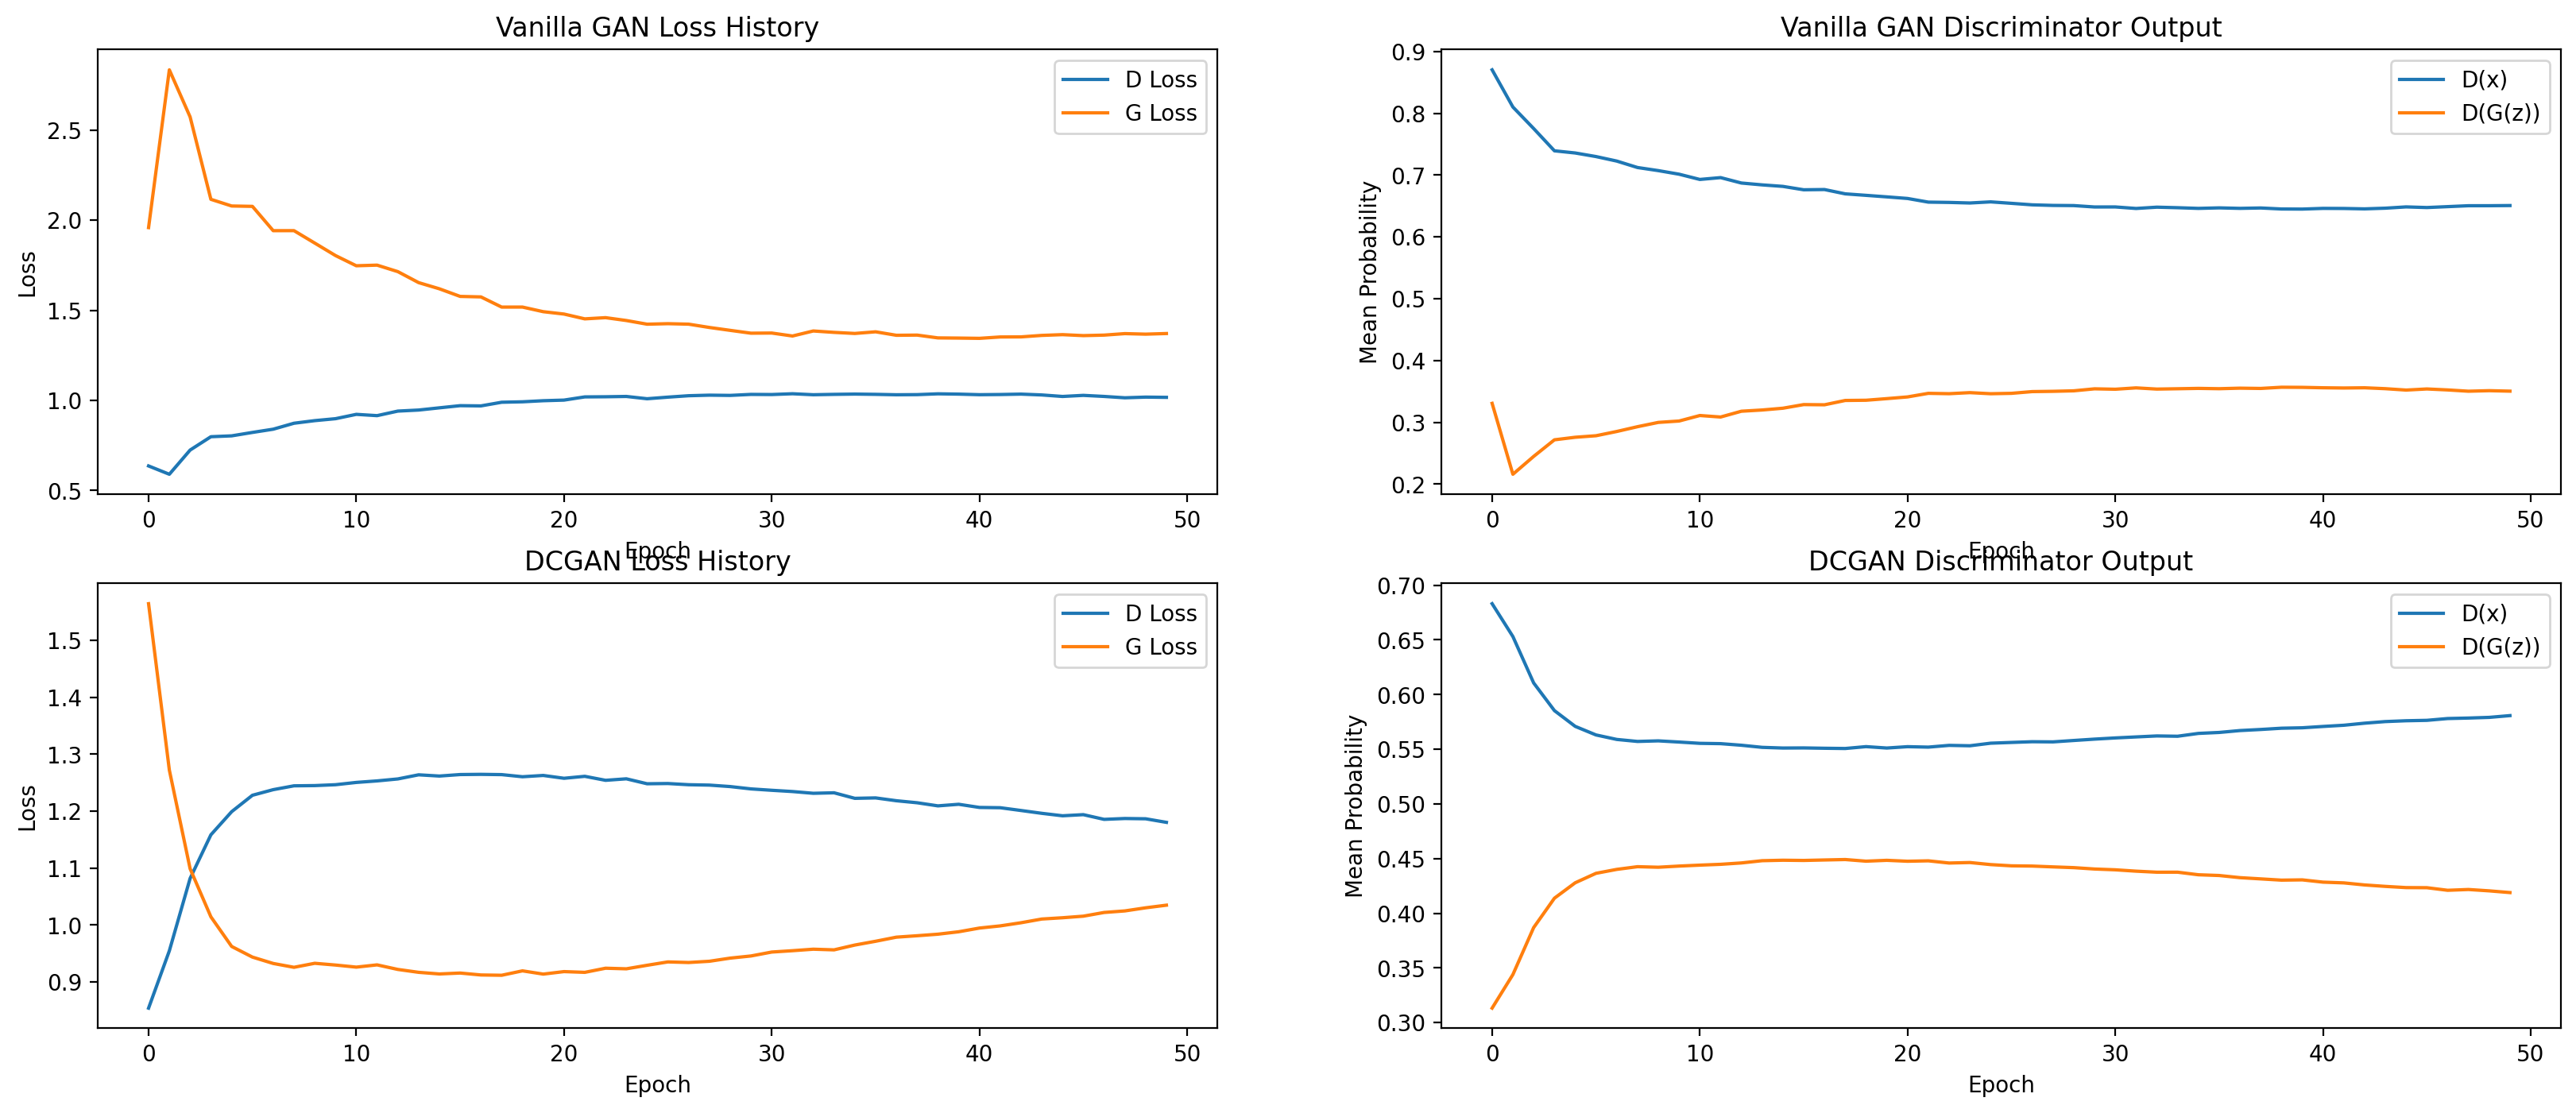 Vanilla GAN Loss History
Loss
2.5
2.0
1.5
1.0
0.5
0 10 20 30 40 50
Epoch
D Loss
G Loss
Vanilla GAN Discriminator Output
Mean Probability
0.9
0.8
0.7
0.6
0.5
0.4
0.3
0.2
0 10 20 30 40 50
Epoch
D(x)
D(G(z))
DCGAN Loss History
Loss
1.5
1.4
1.3
1.2
1.1
1.0
0.9
0 10 20 30 40 50
Epoch
D Loss
G Loss
DCGAN Discriminator Output
Mean Probability
0.70
0.65
0.60
0.55
0.50
0.45
0.40
0.35
0.30
0 10 20 30 40 50
Epoch
D(x)
D(G(z))